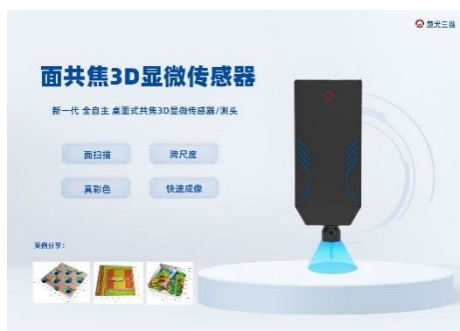 慧光三维
面共焦3D显微传感器
新一代 全自主 桌面式共焦3D显微传感器/测头
面扫描
跨尺度
真彩色
快速成像
案例分享：